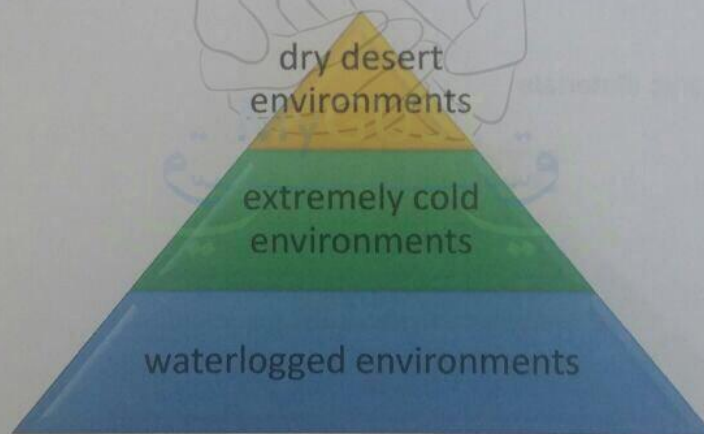 dry desert
environments
extremely cold
environments
waterlogged environments